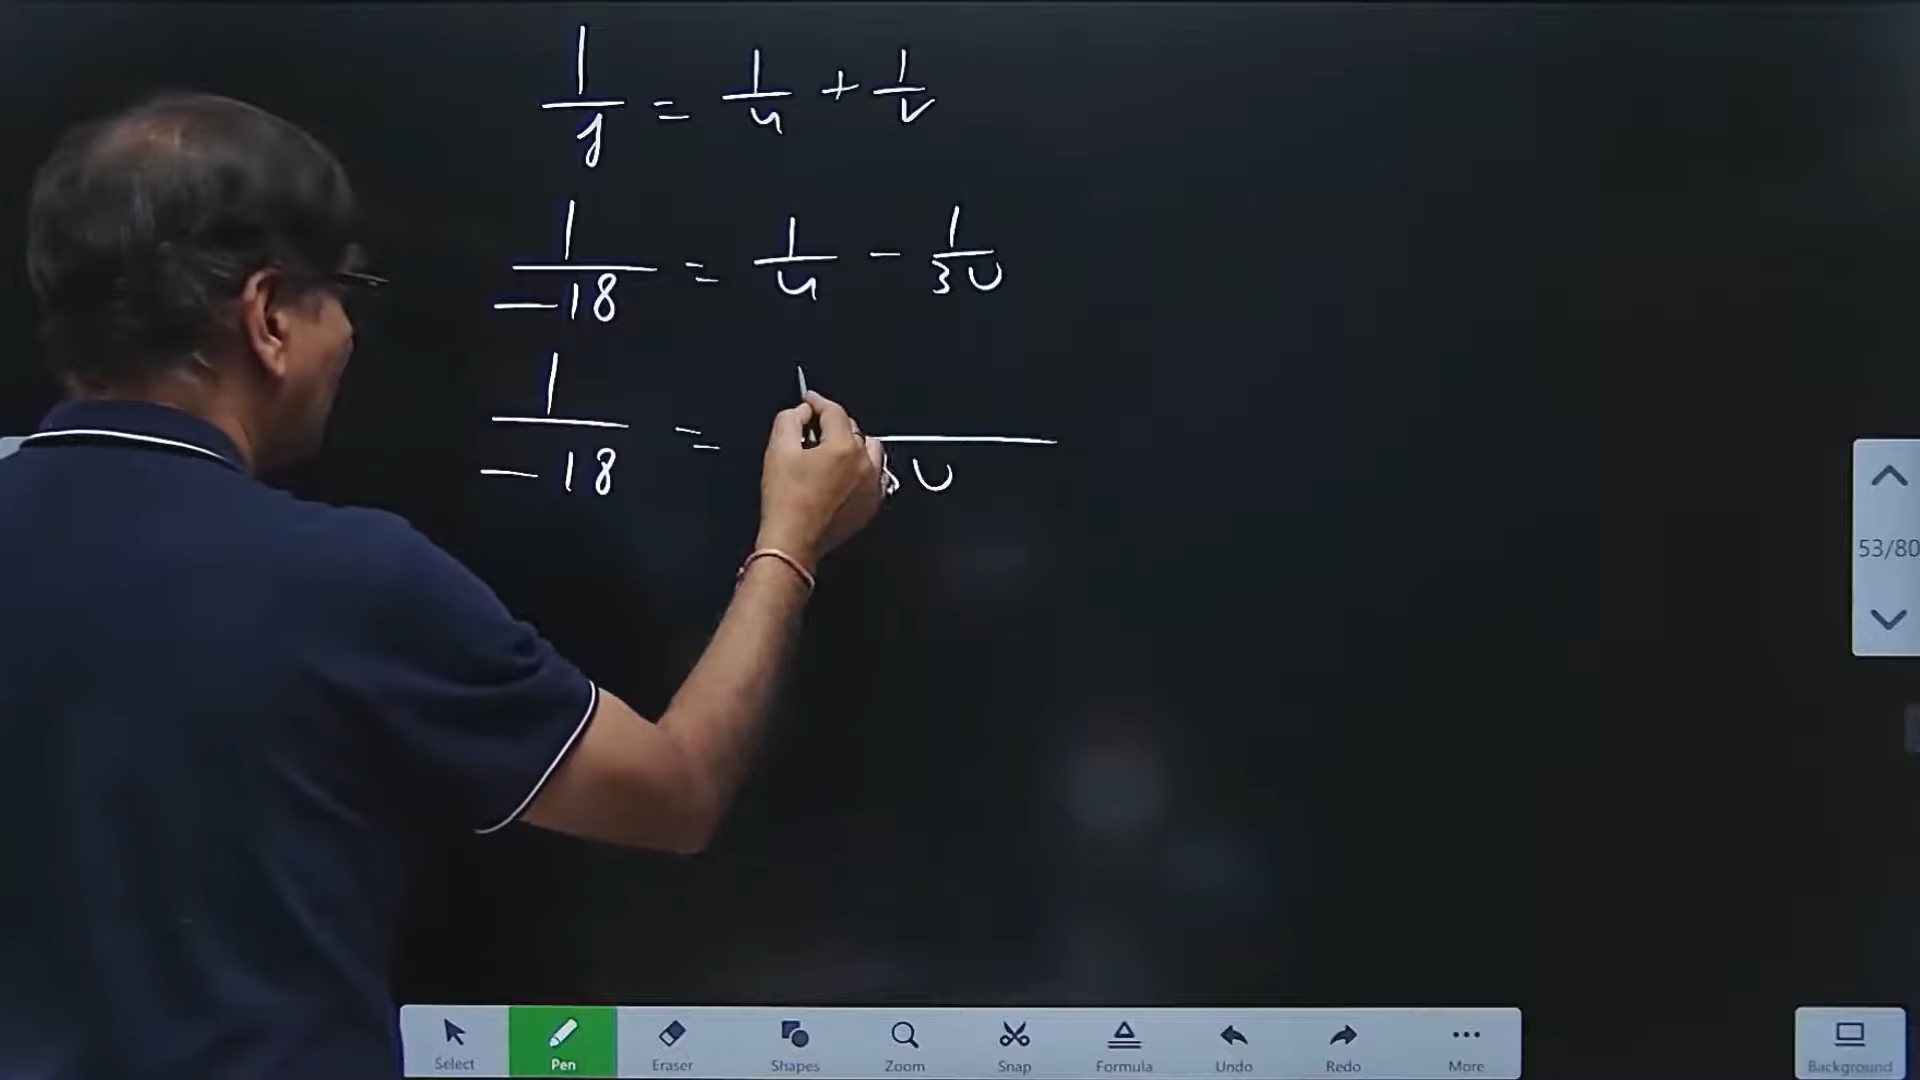 1/f = 1/u + 1/v
1/-18 = 1/u - 1/3u
1/-18 = /3u
53/80
Select Pen Eraser Shapes Zoom Snap Formula Undo Redo More Background